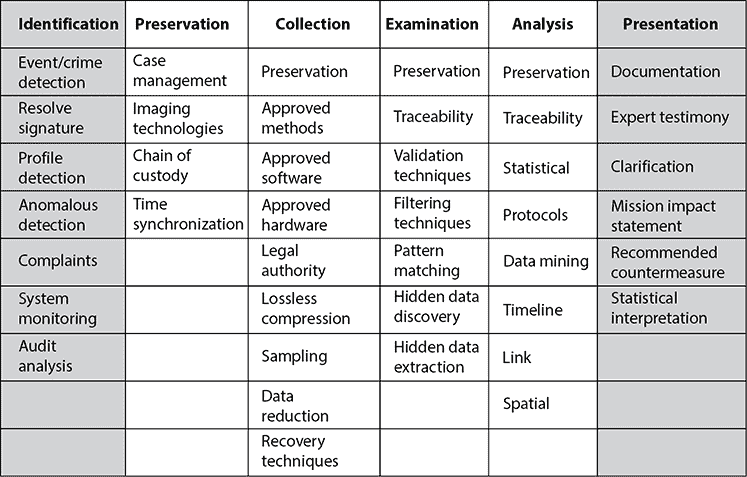 Identification Preservation Collection Examination Analysis Presentation
Event/crime detection Case management Preservation Preservation Preservation Documentation
Resolve signature Imaging technologies Approved methods Traceability Traceability Expert testimony
Profile detection Chain of custody Approved software Validation techniques Statistical Clarification
Anomalous detection Time synchronization Approved hardware Filtering techniques Protocols Mission impact statement
Complaints Legal authority Pattern matching Data mining Recommended countermeasure
System monitoring Lossless compression Hidden data discovery Timeline Statistical interpretation
Audit analysis Sampling Hidden data extraction Link
Data reduction Spatial
Recovery techniques